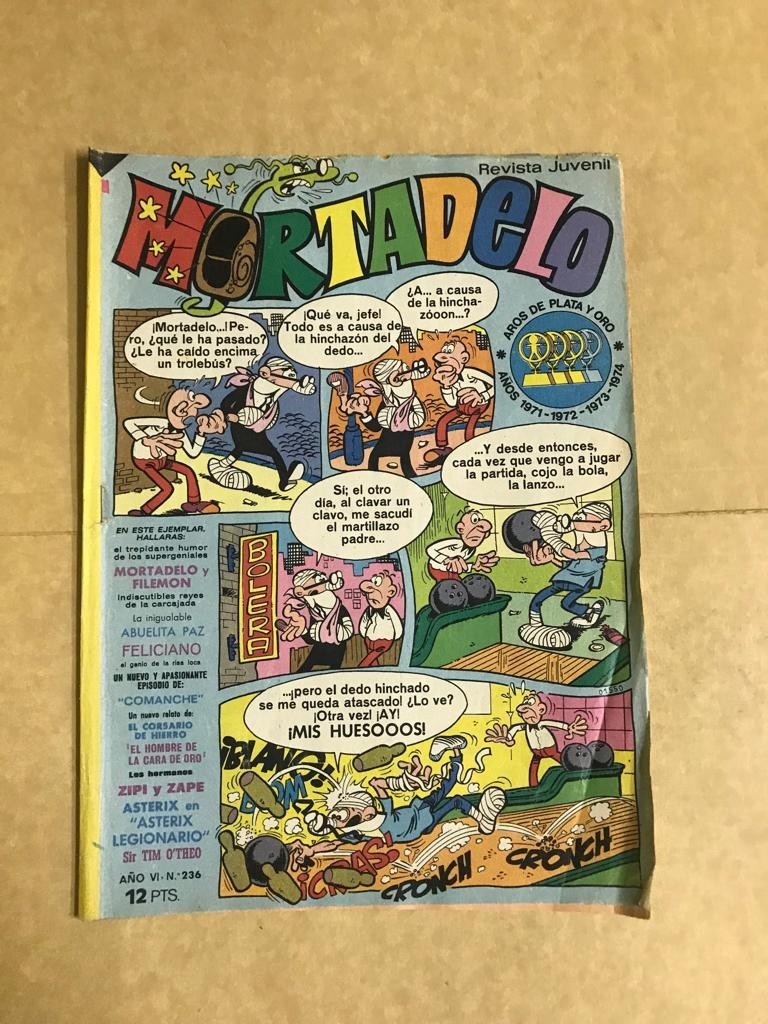 Revista Juvenil
MORTADELO
¡Mortadelo...! Pe-
ro, ¿qué le ha pasado?
¿Le ha caído encima
un trolebús?
¡Qué va, jefe!
Todo es a causa de
la hinchazón del
dedo...
¿A... a causa
de la hincha-
zóoon...?
AROS DE PLATA Y ORO
* AÑOS 1971-1972-1973-1974 *
Sí; el otro
día, al clavar un
clavo, me sacudí
el martillazo
padre...
BOLERA
...Y desde entonces,
cada vez que vengo a jugar
la partida, cojo la bola,
la lanzo...
EN ESTE EJEMPLAR,
HALLARAS:
el trepidante humor
de los supergeniales
MORTADELO y
FILEMON
indiscutibles reyes
de la carcajada
La inigualable
ABUELITA PAZ
FELICIANO
el genio de la risa loca
UN NUEVO Y APASIONANTE
EPISODIO DE:
"COMANCHE"
Un nuevo relato de:
EL CORSARIO
DE HIERRO
'EL HOMBRE DE
LA CARA DE ORO'
Los hermanos
ZIPI y ZAPE
ASTERIX en
"ASTERIX
LEGIONARIO"
Sir TIM O'THEO
AÑO VI - N.º 236
12 PTS.
...¡pero el dedo hinchado
se me queda atascado! ¿Lo ve?
¡Otra vez! ¡AY!
¡MIS HUESOOOS!
¡BLANG!
¡CRAS!
CRONCH
CRONCH